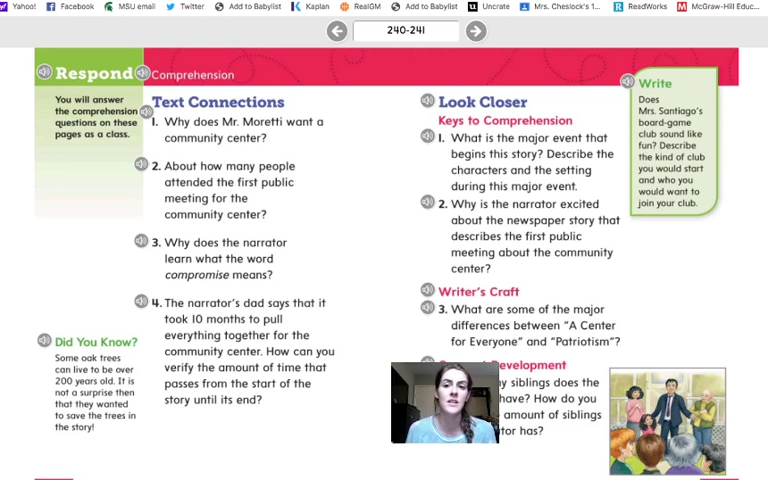 Yahoo! Facebook MSU email Twitter Add to Babylist Kaplan RealGM Add to Babylist Uncrate Mrs. Cheslock's 1... ReadWorks McGraw-Hill Educ...
240-241
Respond Comprehension
You will answer
the comprehension
questions on these
pages as a class.
Text Connections
1. Why does Mr. Moretti want a
community center?
2. About how many people
attended the first public
meeting for the
community center?
3. Why does the narrator
learn what the word
compromise means?
4. The narrator's dad says that it
took 10 months to pull
everything together for the
community center. How can you
verify the amount of time that
passes from the start of the
story until its end?
Did You Know?
Some oak trees
can live to be over
200 years old. It is
not a surprise then
that they wanted
to save the trees in
the story!
Look Closer
Keys to Comprehension
1. What is the major event that
begins this story? Describe the
characters and the setting
during this major event.
2. Why is the narrator excited
about the newspaper story that
describes the first public
meeting about the community
center?
Writer's Craft
3. What are some of the major
differences between "A Center
for Everyone" and "Patriotism"?
Development
siblings does the
have? How do you
amount of siblings
has?
Write
Does
Mrs. Santiago's
board-game
club sound like
fun? Describe
the kind of club
you would start
and who you
would want to
join your club.